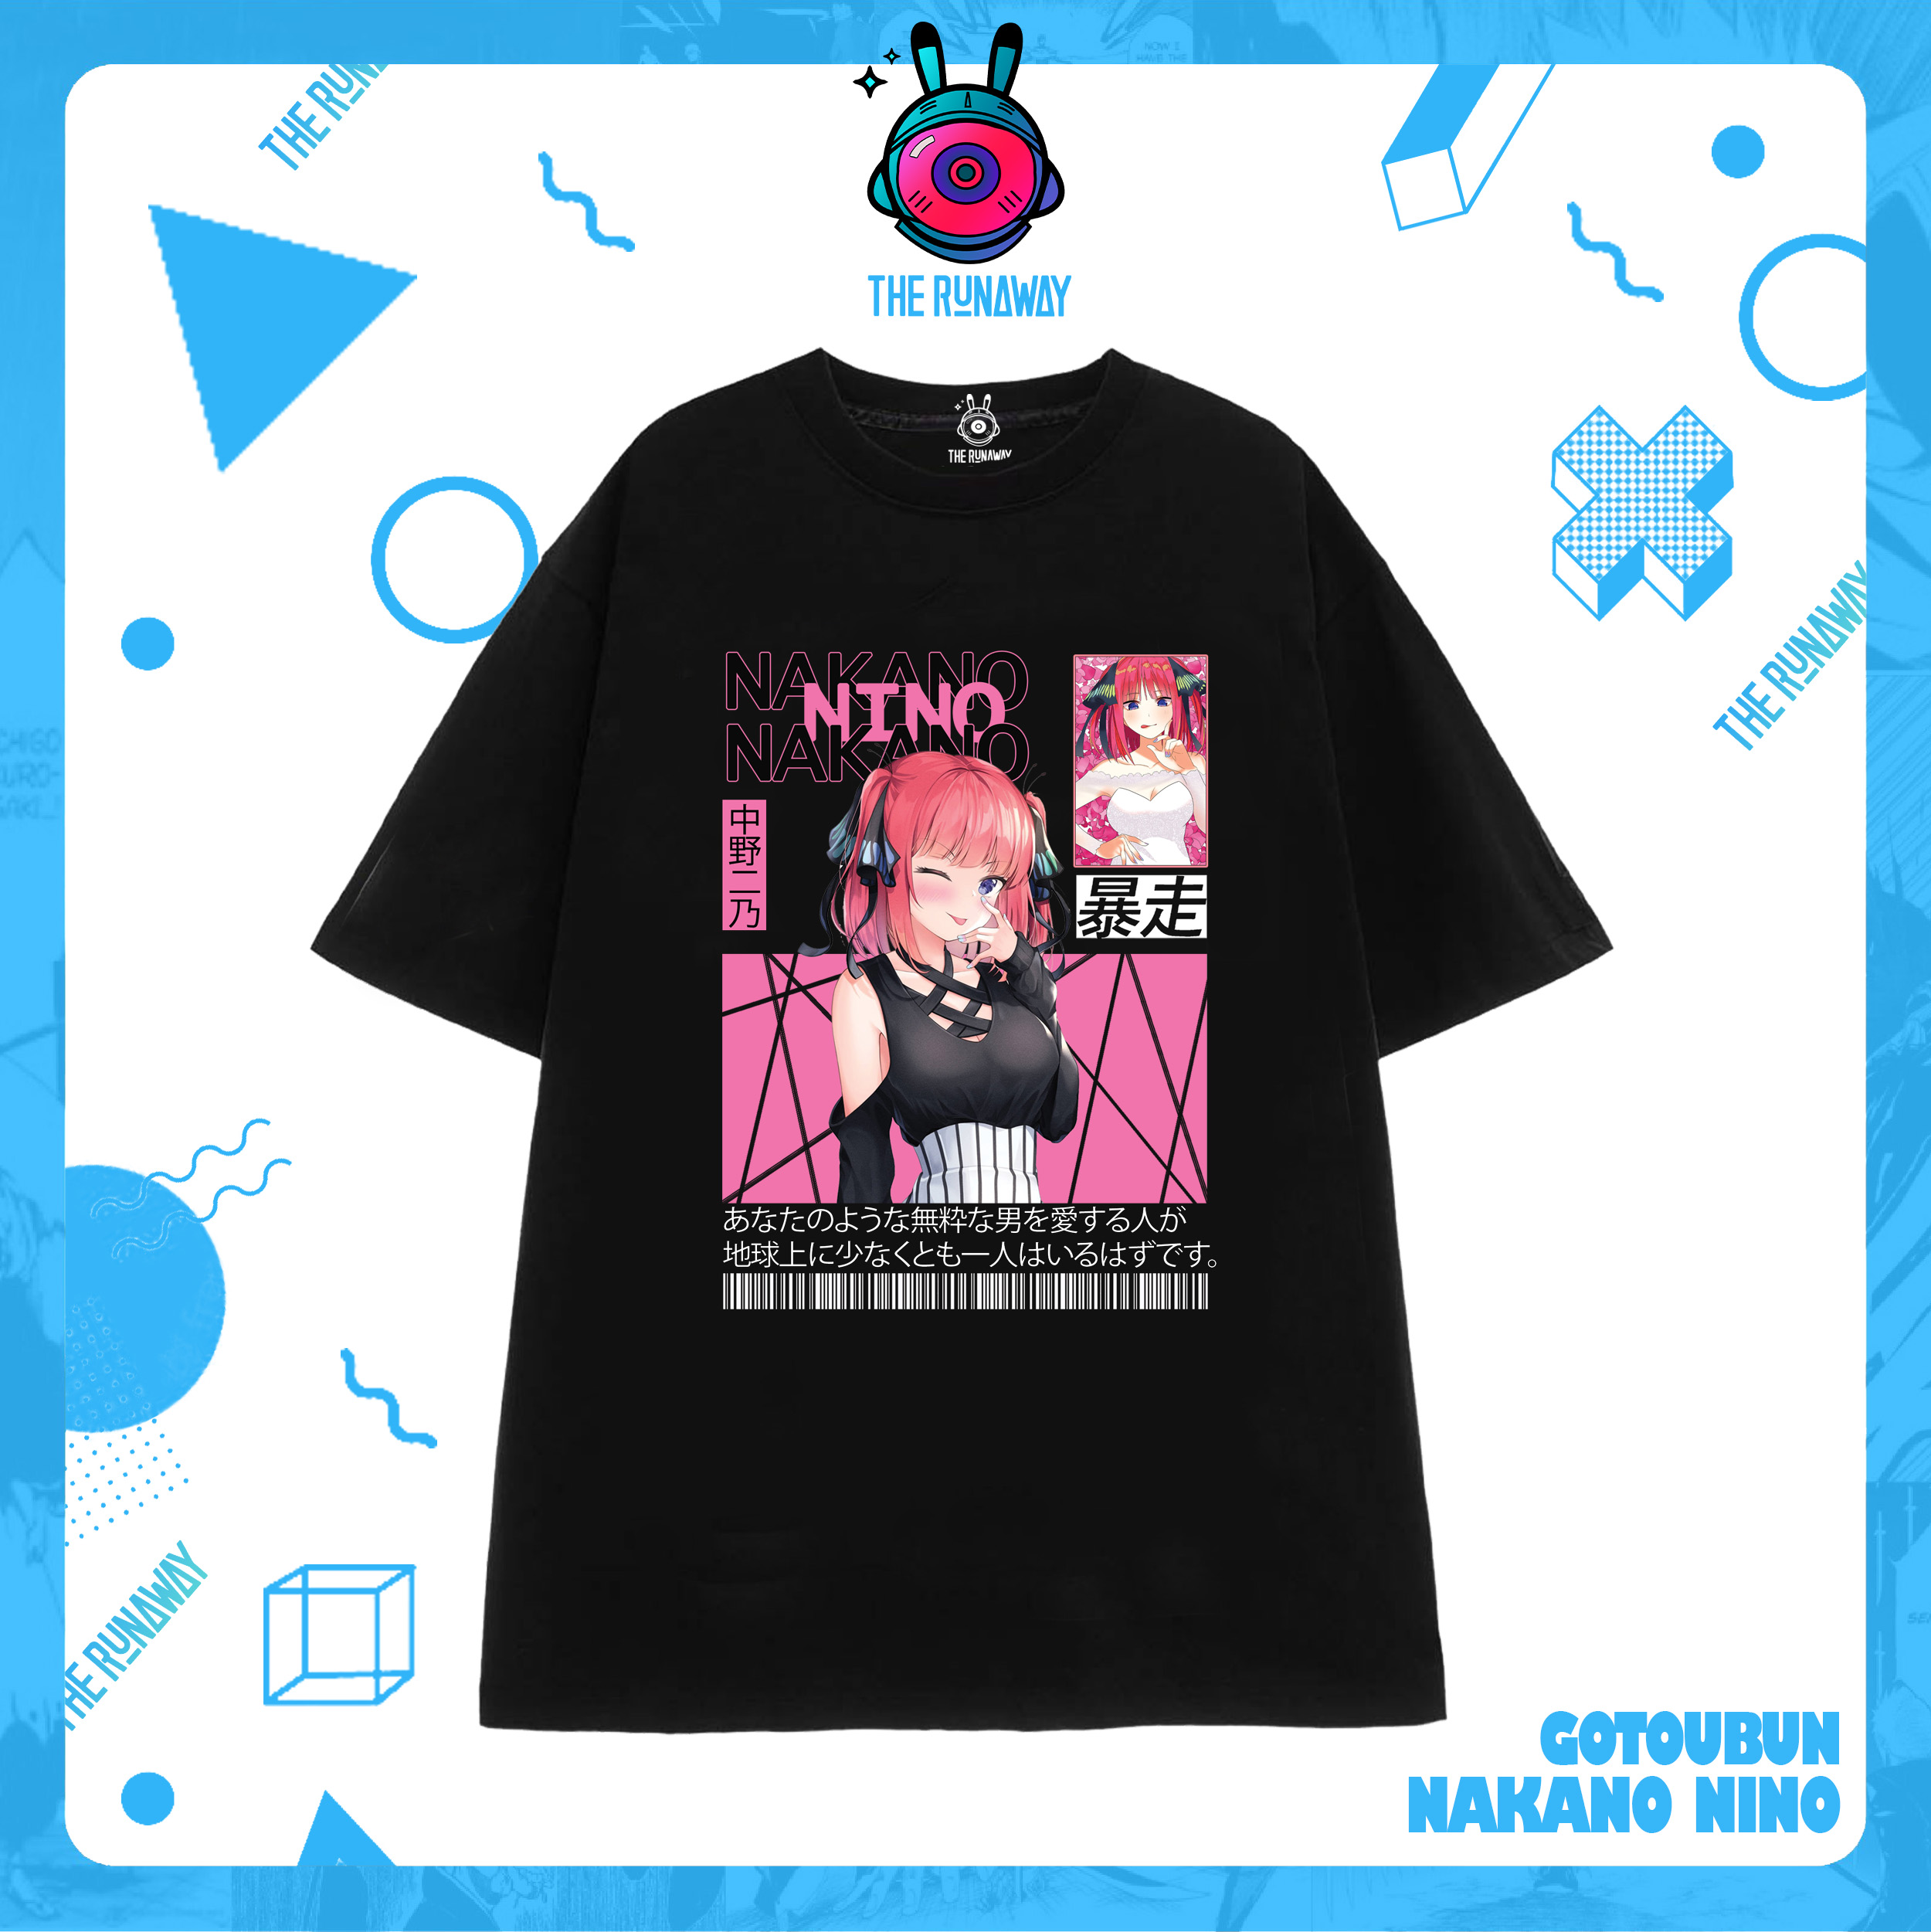 NOW I
HAVE THE
THE RUNAWAY
THE RUNAWAY
THE RUNAWAY
NAKANO
NINO
NAKANO
中野二乃
暴走
あなたのような無粋な男を愛する人が
地球上に少なくとも一人はいるはずです。
THE RUNAWAY
THE RUNAWAY
GOTOUBUN
NAKANO NINO